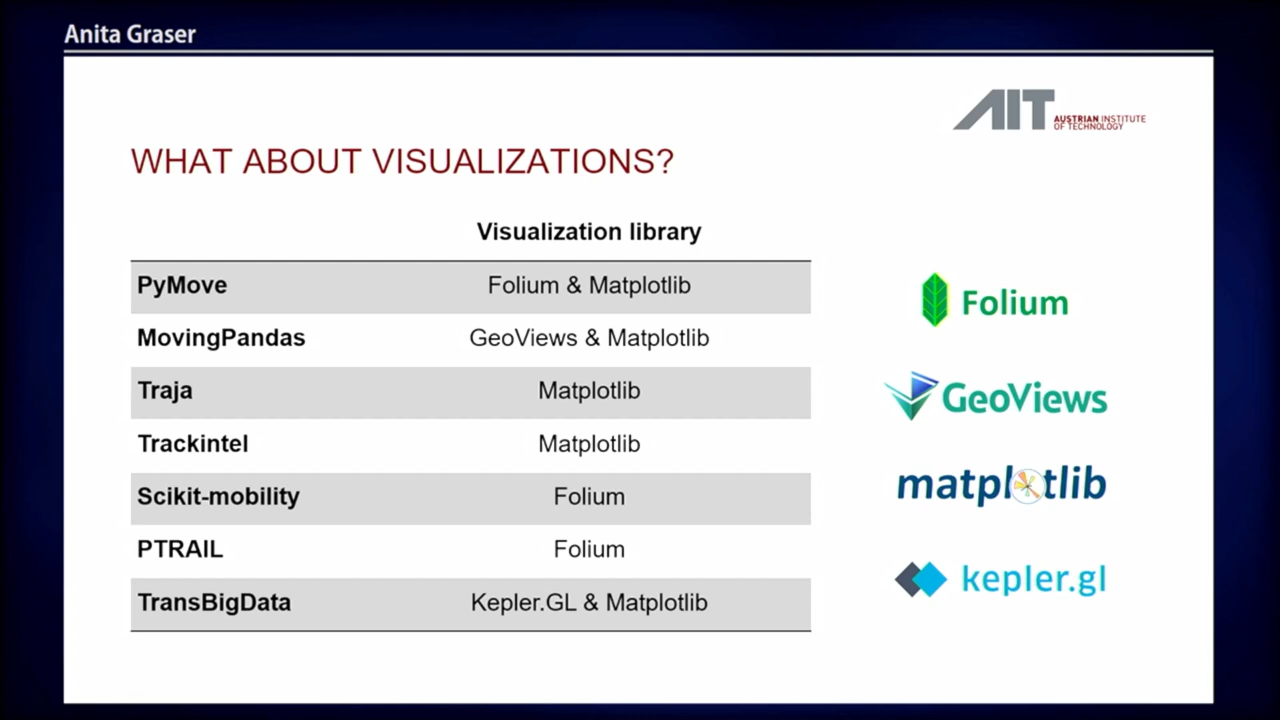 Anita Graser
AIT AUSTRIAN INSTITUTE
OF TECHNOLOGY
WHAT ABOUT VISUALIZATIONS?
Visualization library
PyMove Folium & Matplotlib
MovingPandas GeoViews & Matplotlib
Traja Matplotlib
Trackintel Matplotlib
Scikit-mobility Folium
PTRAIL Folium
TransBigData Kepler.GL & Matplotlib
Folium
GeoViews
matplotlib
kepler.gl